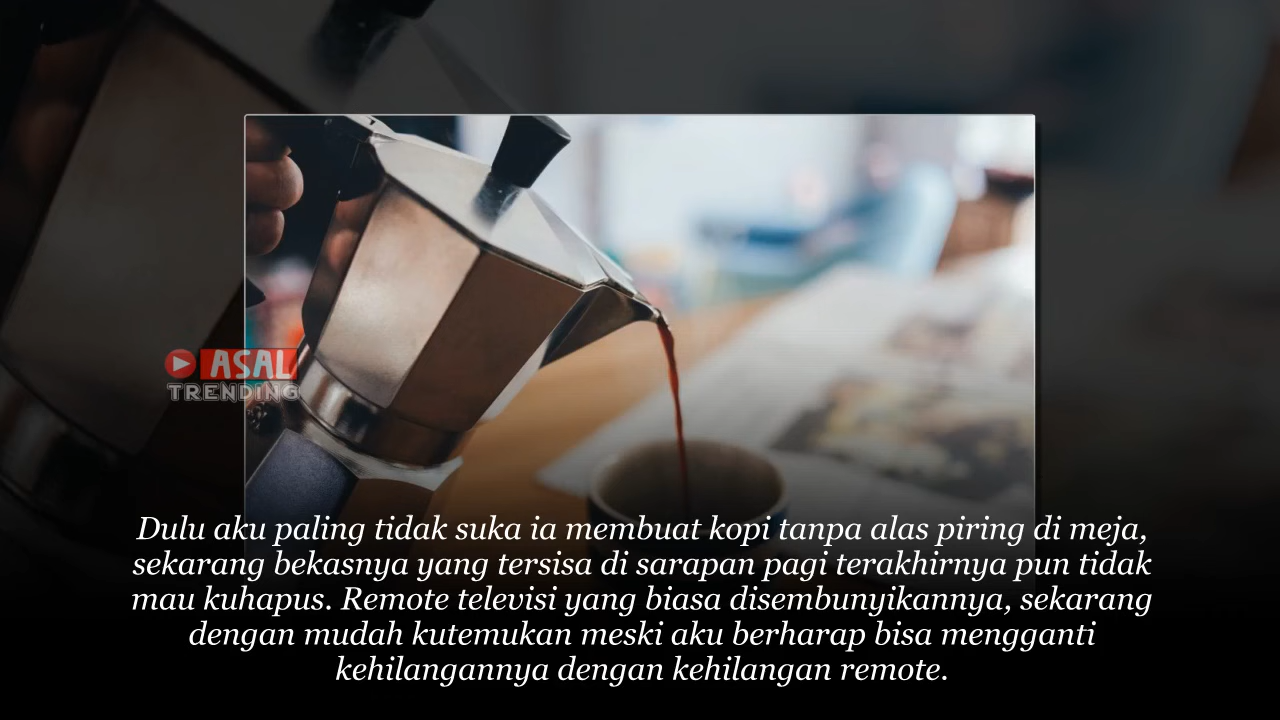 ASAL
TRENDING
Dulu aku paling tidak suka ia membuat kopi tanpa alas piring di meja,
sekarang bekasnya yang tersisa di sarapan pagi terakhirnya pun tidak
mau kuhapus. Remote televisi yang biasa disembunyikannya, sekarang
dengan mudah kutemukan meski aku berharap bisa mengganti
kehilangannya dengan kehilangan remote.